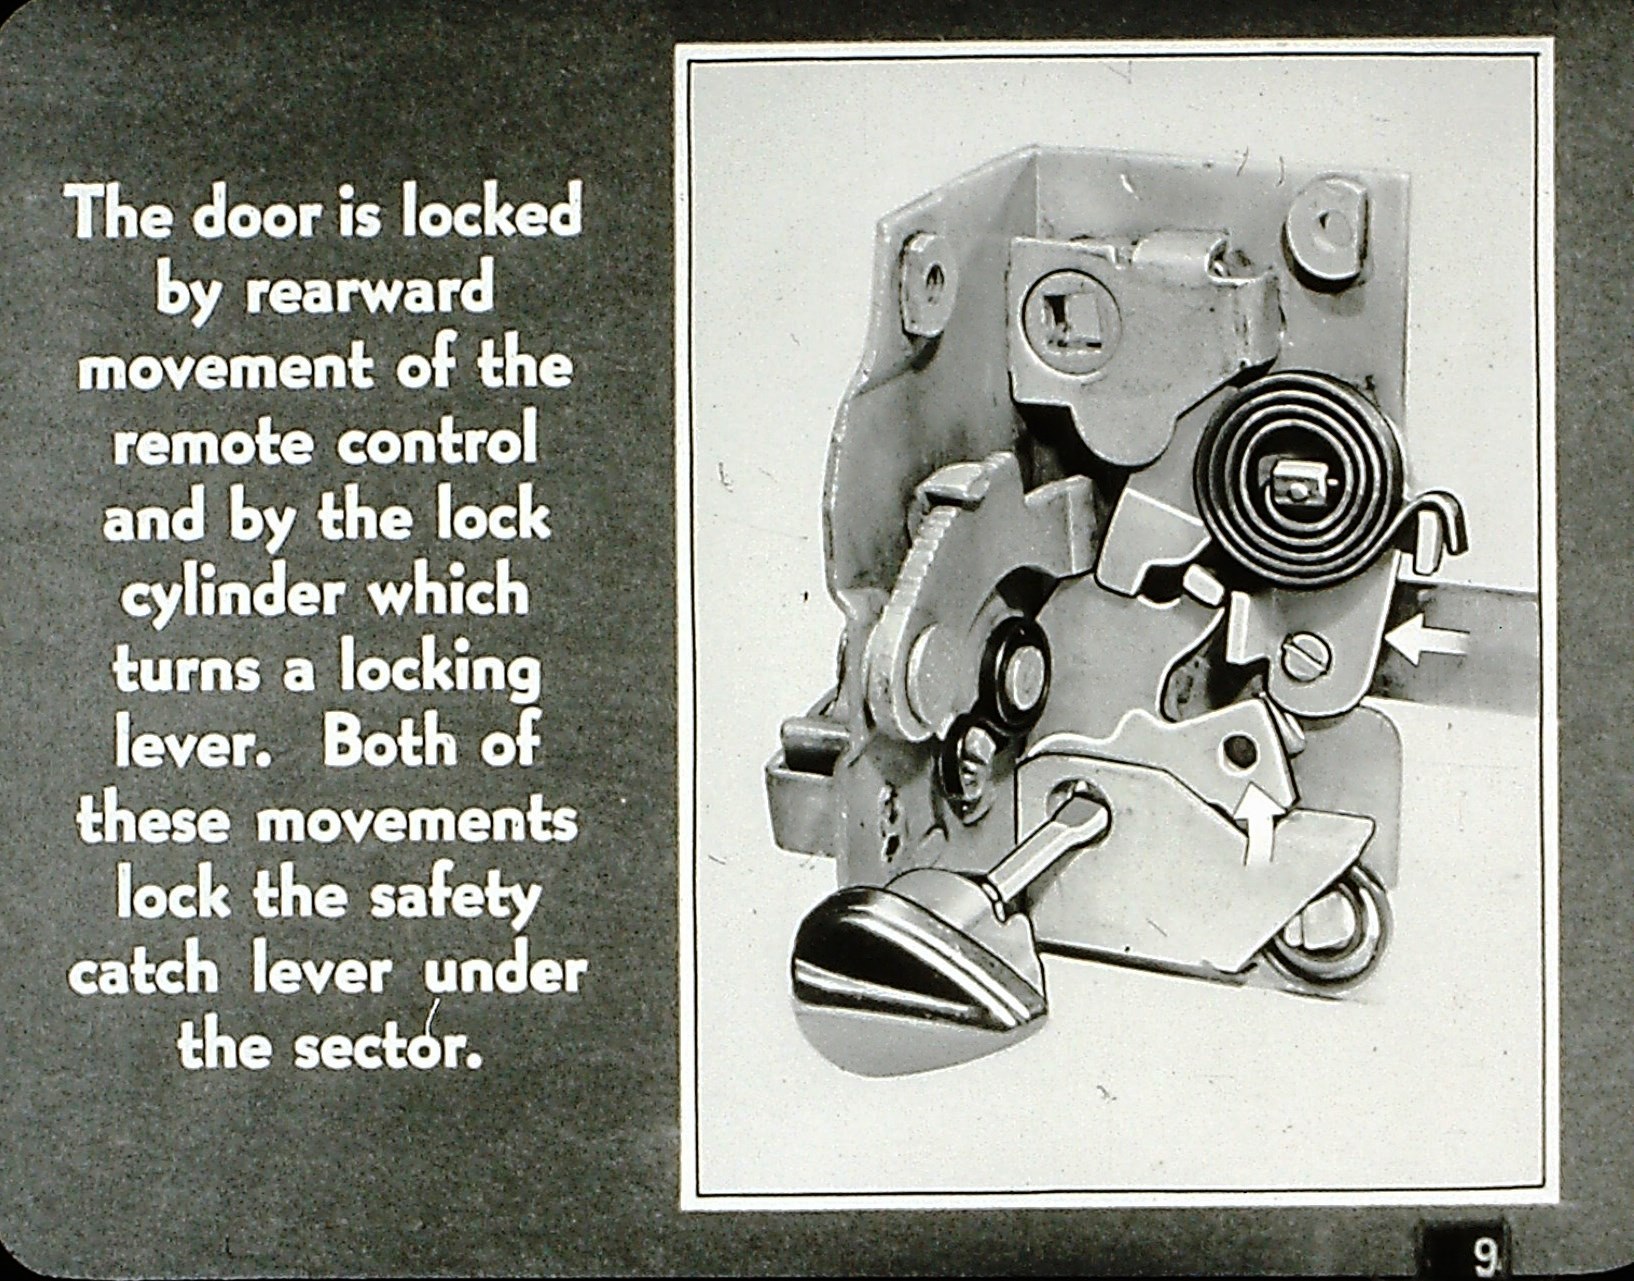 The door is locked
by rearward
movement of the
remote control
and by the lock
cylinder which
turns a locking
lever. Both of
these movements
lock the safety
catch lever under
the sector.
9